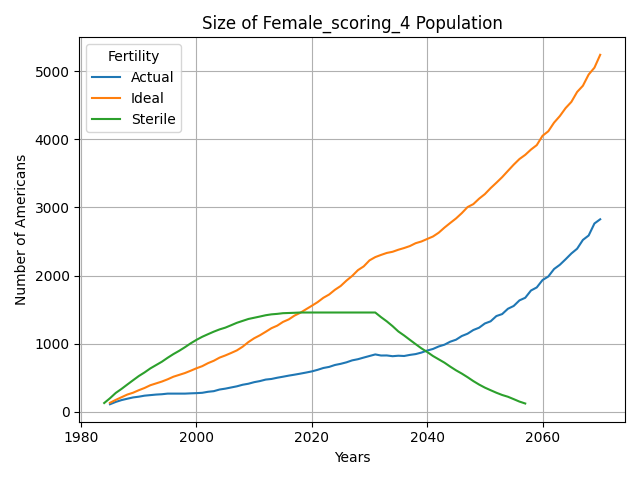 Size of Female_scoring_4 Population
Fertility
Actual
Ideal
Sterile
Number of Americans
5000
4000
3000
2000
1000
0
1980
2000
2020
2040
2060
Years